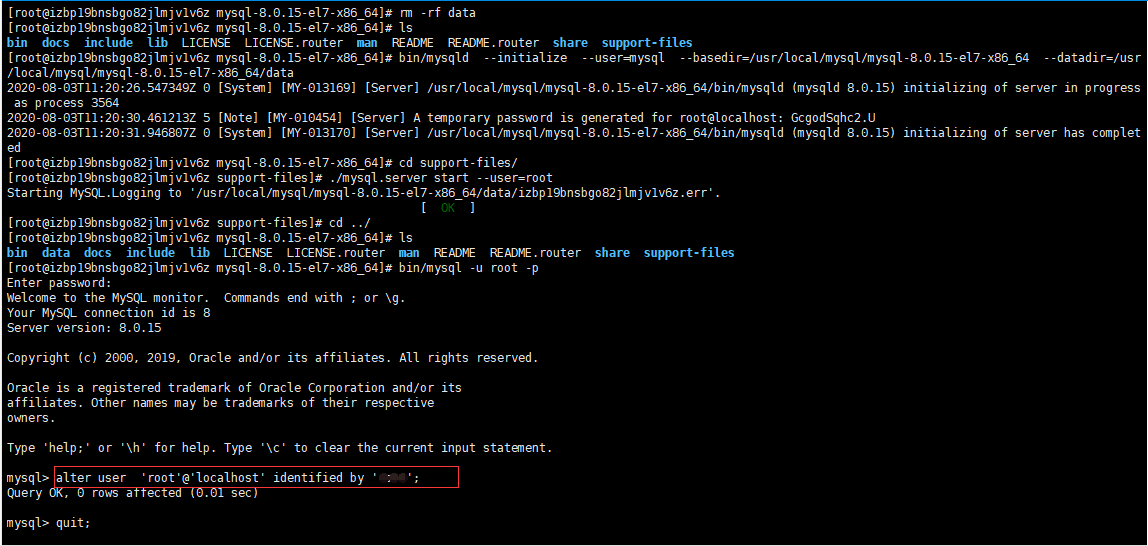 [root@izbp19bnsbgo82jlmjv1v6z mysql-8.0.15-el7-x86_64]# rm -rf data
[root@izbp19bnsbgo82jlmjv1v6z mysql-8.0.15-el7-x86_64]# ls
bin  docs  include  lib  LICENSE  LICENSE.router  man  README  README.router  share  support-files
[root@izbp19bnsbgo82jlmjv1v6z mysql-8.0.15-el7-x86_64]# bin/mysqld  --initialize  --user=mysql  --basedir=/usr/local/mysql/mysql-8.0.15-el7-x86_64  --datadir=/usr
/local/mysql/mysql-8.0.15-el7-x86_64/data
2020-08-03T11:20:26.547349Z 0 [System] [MY-013169] [Server] /usr/local/mysql/mysql-8.0.15-el7-x86_64/bin/mysqld (mysqld 8.0.15) initializing of server in progress
 as process 3564
2020-08-03T11:20:30.461213Z 5 [Note] [MY-010454] [Server] A temporary password is generated for root@localhost: GcgodSqhc2.U
2020-08-03T11:20:31.946807Z 0 [System] [MY-013170] [Server] /usr/local/mysql/mysql-8.0.15-el7-x86_64/bin/mysqld (mysqld 8.0.15) initializing of server has complet
ed
[root@izbp19bnsbgo82jlmjv1v6z mysql-8.0.15-el7-x86_64]# cd support-files/
[root@izbp19bnsbgo82jlmjv1v6z support-files]# ./mysql.server start --user=root
Starting MySQL.Logging to '/usr/local/mysql/mysql-8.0.15-el7-x86_64/data/izbp19bnsbgo82jlmjv1v6z.err'.
[  OK  ]
[root@izbp19bnsbgo82jlmjv1v6z support-files]# cd ../
[root@izbp19bnsbgo82jlmjv1v6z mysql-8.0.15-el7-x86_64]# ls
bin  data  docs  include  lib  LICENSE  LICENSE.router  man  README  README.router  share  support-files
[root@izbp19bnsbgo82jlmjv1v6z mysql-8.0.15-el7-x86_64]# bin/mysql -u root -p
Enter password:
Welcome to the MySQL monitor.  Commands end with ; or \g.
Your MySQL connection id is 8
Server version: 8.0.15

Copyright (c) 2000, 2019, Oracle and/or its affiliates. All rights reserved.

Oracle is a registered trademark of Oracle Corporation and/or its
affiliates. Other names may be trademarks of their respective
owners.

Type 'help;' or '\h' for help. Type '\c' to clear the current input statement.

mysql> alter user  'root'@'localhost' identified by '';
Query OK, 0 rows affected (0.01 sec)

mysql> quit;